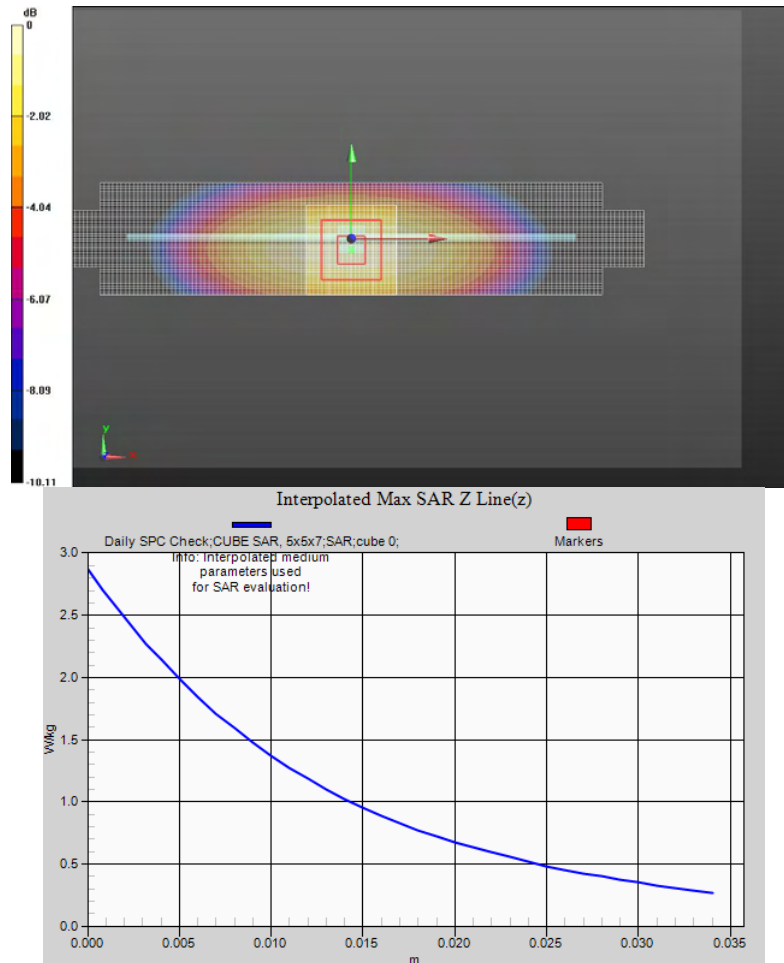 dB
0
-2.02
-4.04
-6.07
-8.09
-10.11
y
x
Interpolated Max SAR Z Line(z)
Daily SPC Check;CUBE SAR, 5x5x7;SAR;cube 0;
Info: Interpolated medium
parameters used
for SAR evaluation!
Markers
3.0
2.5
2.0
1.5
1.0
0.5
0.0
W/kg
0.000 0.005 0.010 0.015 0.020 0.025 0.030 0.035
m